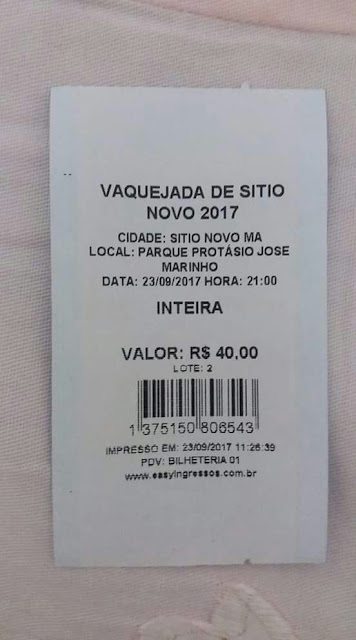 VAQUEJADA DE SITIO
NOVO 2017
CIDADE: SITIO NOVO MA
LOCAL: PARQUE PROTÁSIO JOSE
MARINHO
DATA: 23/09/2017 HORA: 21:00
INTEIRA
VALOR: R$ 40,00
LOTE: 2
1 375150 806543
IMPRESSO EM: 23/09/2017 11:26:39
PDV: BILHETERIA 01
www.easyingressos.com.br